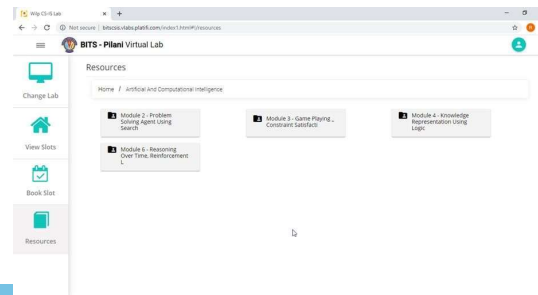 Wilp CS-IS Lab
Not secure | bitscsis.vlabs.platifi.com/index1.html#!/resources
BITS - Pilani Virtual Lab
Resources
Home / Artificial And Computational Intelligence
Change Lab
View Slots
Book Slot
Resources
Module 2 - Problem
Solving Agent Using
Search
Module 3 - Game Playing _
Constraint Satisfacti
Module 4 - Knowledge
Representation Using
Logic
Module 6 - Reasoning
Over Time, Reinforcement
L